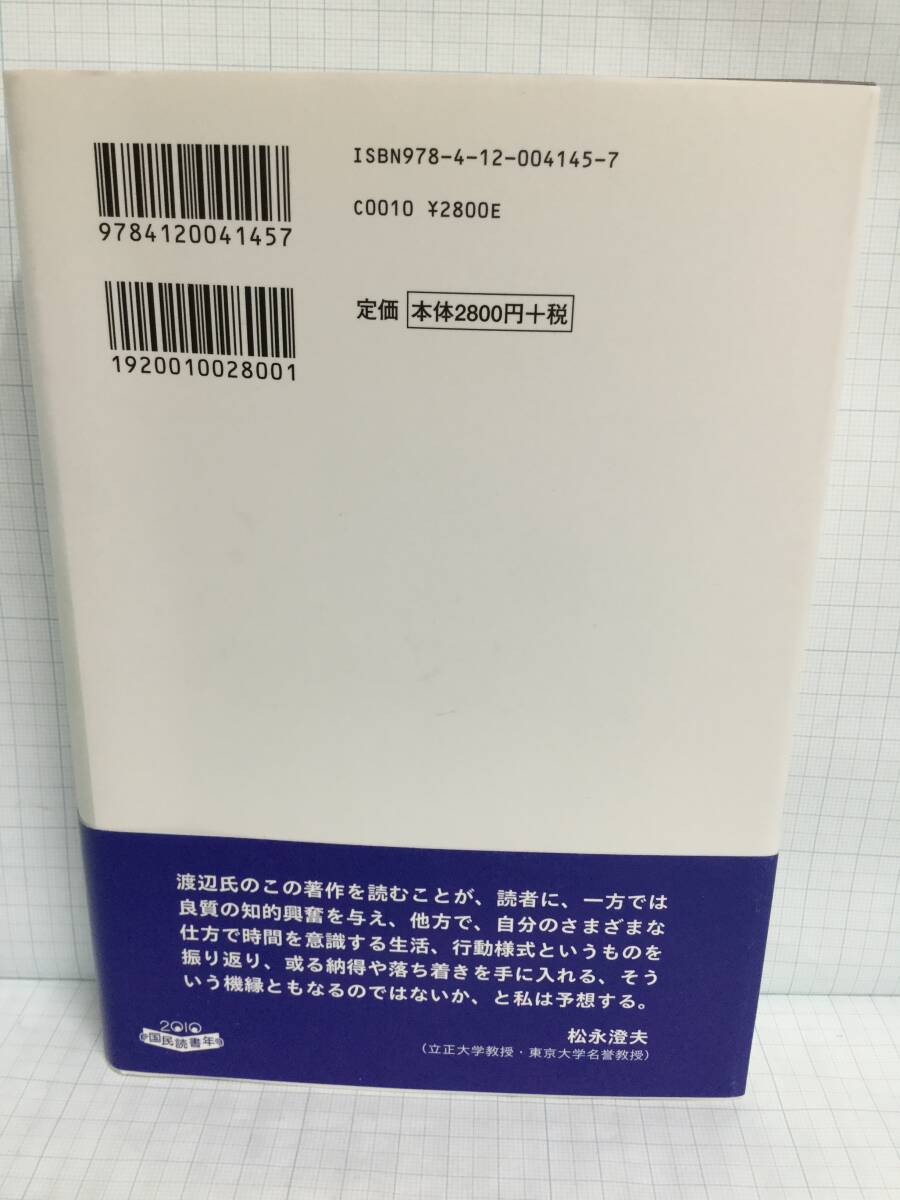 ISBN978-4-12-004145-7
9784120041457
C0010 ¥2800E
定価 本体2800円+税
1920010028001
渡辺氏のこの著作を読むことが、読者に、一方では
良質の知的興奮を与え、他方で、自分のさまざまな
仕方で時間を意識する生活、行動様式というものを
振り返り、或る納得や落ち着きを手に入れる、そう
いう機縁ともなるのではないか、と私は予想する。
松永澄夫
(立正大学教授・東京大学名誉教授)
2010
国民読書年